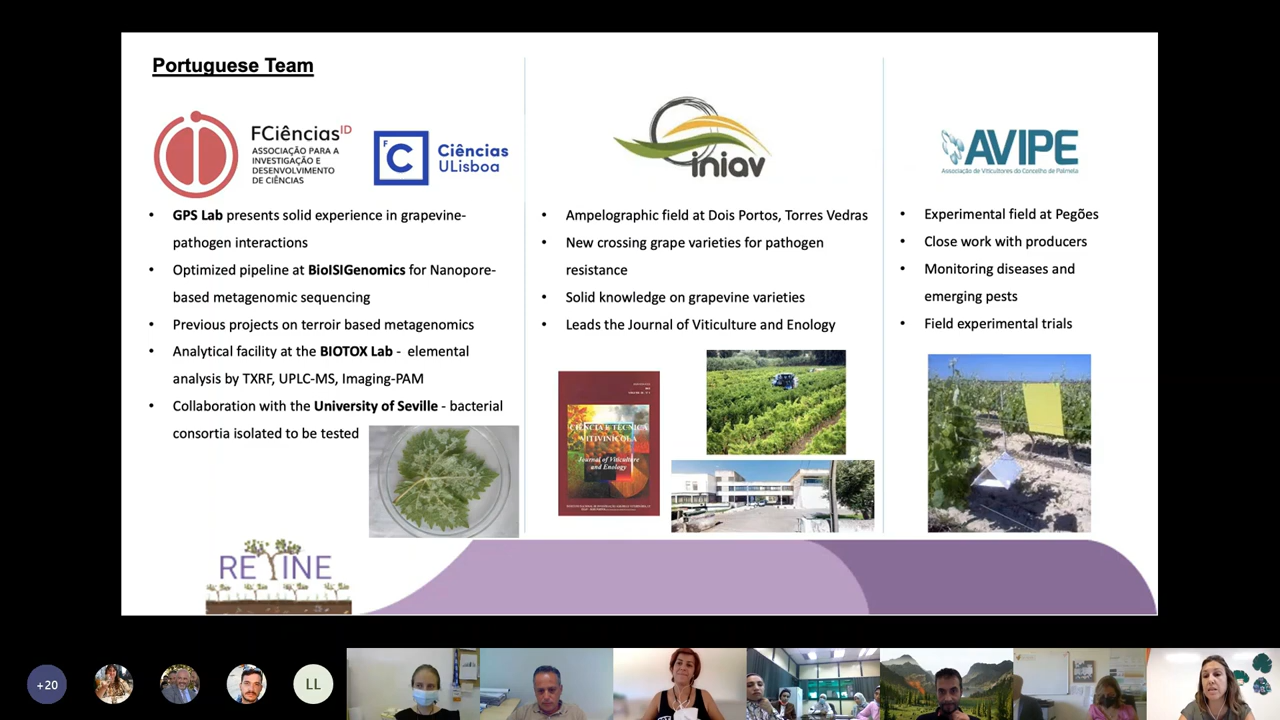 Portuguese Team
FCiências ID
ASSOCIAÇÃO PARA A
INVESTIGAÇÃO E
DESENVOLVIMENTO
DE CIÊNCIAS
F
C
Ciências
ULisboa
• GPS Lab presents solid experience in grapevine-
pathogen interactions
• Optimized pipeline at BioISIGenomics for Nanopore-
based metagenomic sequencing
• Previous projects on terroir based metagenomics
• Analytical facility at the BIOTOX Lab - elemental
analysis by TXRF, UPLC-MS, Imaging-PAM
• Collaboration with the University of Seville - bacterial
consortia isolated to be tested
iniav
• Ampelographic field at Dois Portos, Torres Vedras
• New crossing grape varieties for pathogen
resistance
• Solid knowledge on grapevine varieties
• Leads the Journal of Viticulture and Enology
CIÊNCIA E TÉCNICA
VITIVINÍCOLA
Journal of Viticulture
and Enology
AVIPE
Associação de Viticultores do Concelho de Palmela
• Experimental field at Pegões
• Close work with producers
• Monitoring diseases and
emerging pests
• Field experimental trials
REVINE
+20
LL